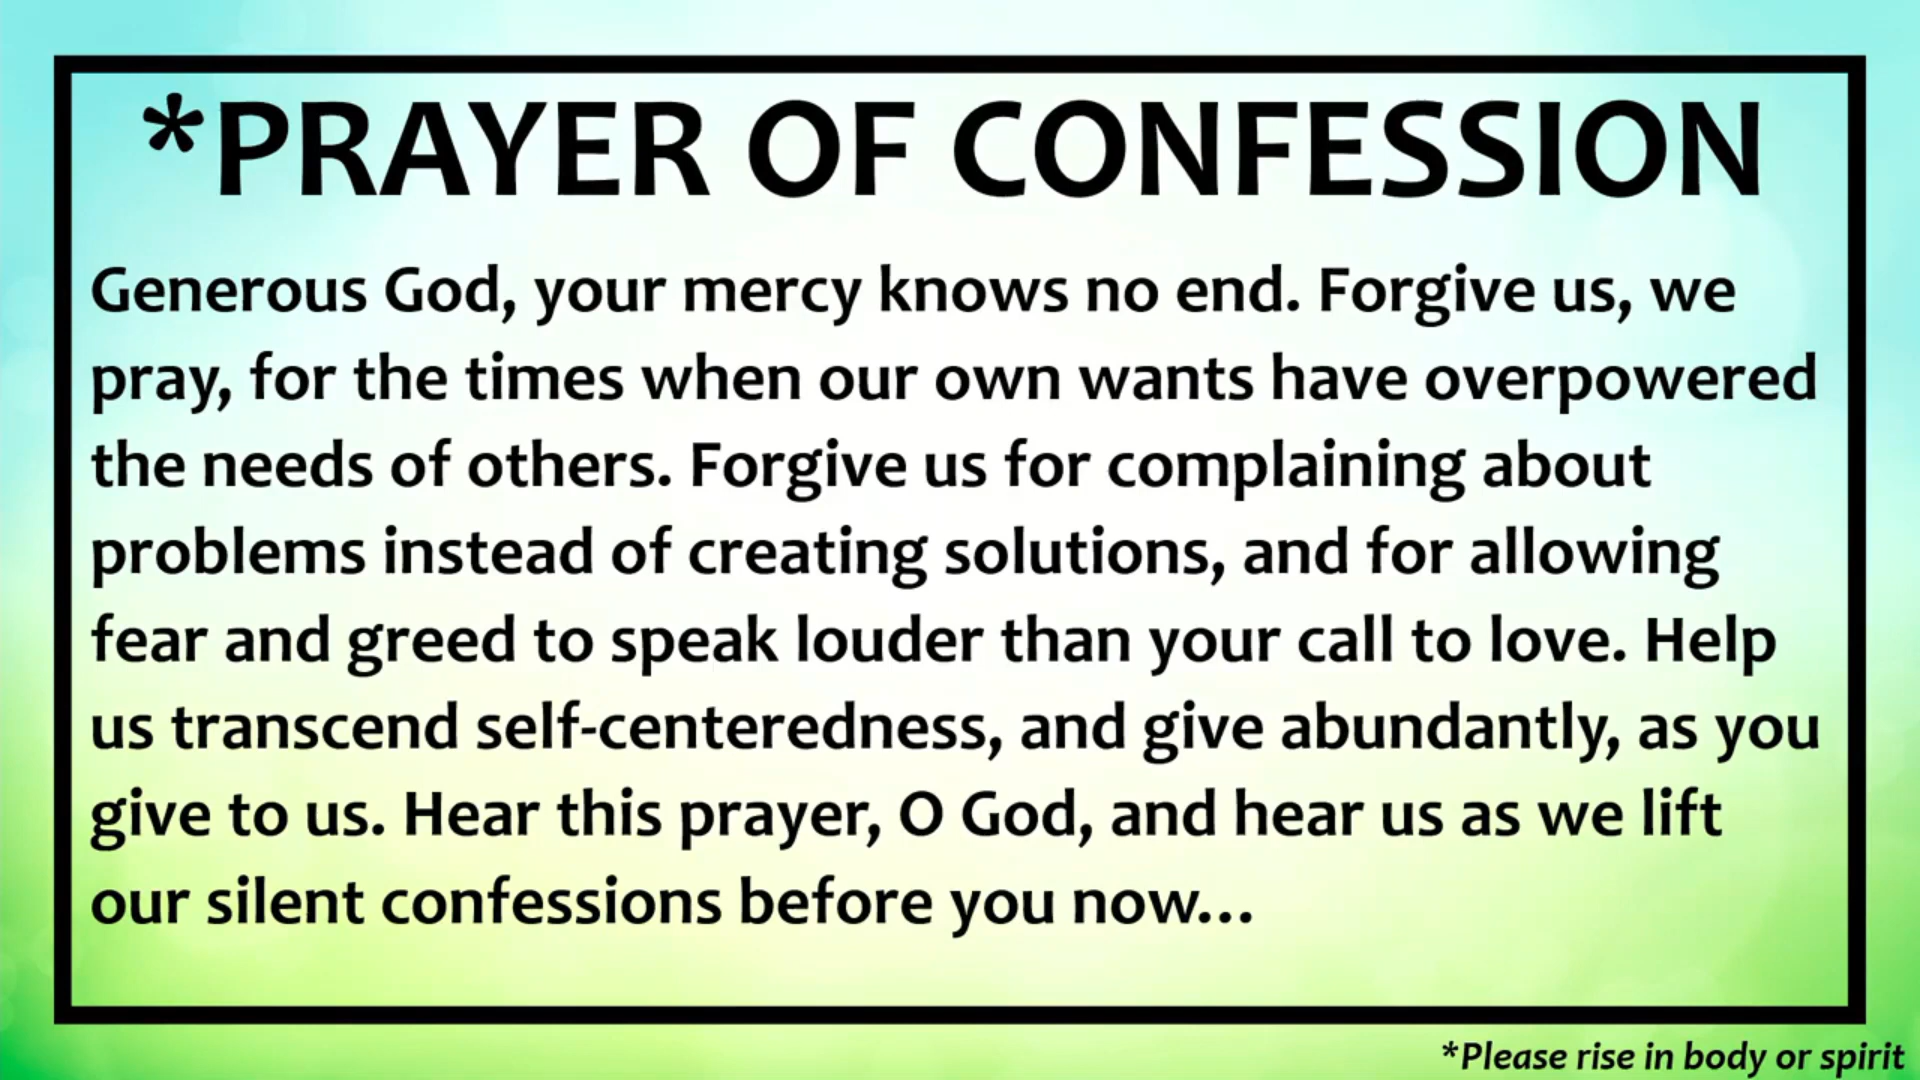 *PRAYER OF CONFESSION
Generous God, your mercy knows no end. Forgive us, we
pray, for the times when our own wants have overpowered
the needs of others. Forgive us for complaining about
problems instead of creating solutions, and for allowing
fear and greed to speak louder than your call to love. Help
us transcend self-centeredness, and give abundantly, as you
give to us. Hear this prayer, O God, and hear us as we lift
our silent confessions before you now...
*Please rise in body or spirit